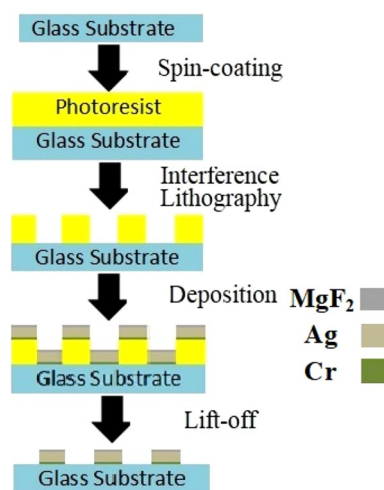 Glass Substrate
Spin-coating
Photoresist
Glass Substrate
Interference
Lithography
Glass Substrate
Deposition
MgF₂
Ag
Cr
Glass Substrate
Lift-off
Glass Substrate